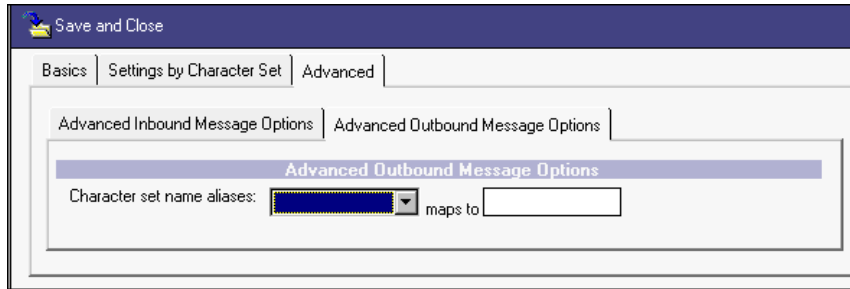 Save and Close
Basics Settings by Character Set Advanced
Advanced Inbound Message Options Advanced Outbound Message Options
Advanced Outbound Message Options
Character set name aliases: maps to